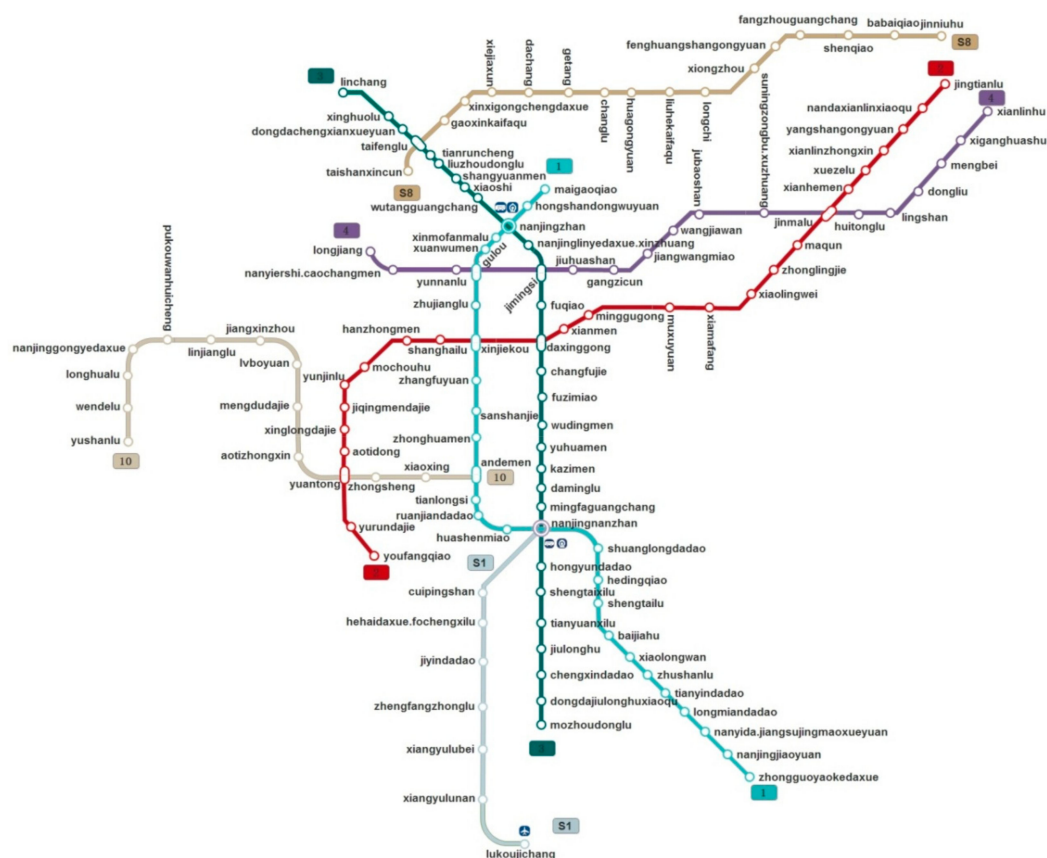 fangzhouguangchang
babaiqiao
jinniuhu
shenqiao
S8
fenghuangshangongyuan
xiongzhou
xiejiaxun
dachang
getang
linchang
3
xinxigongchengdaxue
gaoxinkaifaqu
changlu
huagongyuan
liuhekaifaqu
longchi
suningzongbu.xuzhuang
2
jingtianlu
4
xianlinhu
xinghuolu
dongdachengxianxueyuan
taifenglu
taishanxincun
S8
tianruncheng
liuzhoudonglu
shangyuanmen
xiaoshi
wutangguangchang
1
maigaoqiao
hongshandongwuyuan
nanjingzhan
jubaoshan
nandaxianlinxiaoqu
yangshangongyuan
xianlinzhongxin
xuezelu
xianhemen
xiganghuashu
mengbei
dongliu
lingshan
huitonglu
jinmalu
wangjiawan
jiangwangmiao
maqun
zhonglingjie
xiaolingwei
4
longjiang
xinmofanmalu
xuanwumen
gulou
nanjinglinyedaxue.xinzhuang
jiuhuashan
gangzicun
nanyiershi.caochangmen
yunnanlu
jimingsi
zhujianglu
fuqiao
minggugong
xianmen
muxuyuan
xiamafang
pukouwanhuicheng
jiangxinzhou
nanjinggongyedaxue
linjianglu
lvboyuan
longhualu
wendelu
yushanlu
10
mengdudajie
aotizhongxin
hanzhongmen
shanghailu
xinjiekou
daxinggong
mochouhu
yunjinlu
zhangfuyuan
changfujie
jiqingmendajie
sanshanjie
fuzimiao
xinglongdajie
wudingmen
aotidong
zhonghuamen
yuhuamen
xiaoxing
andemen
kazimen
yuantong
zhongsheng
10
daminglu
tianlongsi
mingfaguangchang
ruanjiandadao
nanjingnanzhan
yurundajie
huashenmiao
youfangqiao
2
S1
shuanglongdadao
hongyundadao
hedingqiao
cuipingshan
shengtaixilu
shengtailu
hehaidaxue.fochengxilu
tianyuanxilu
baijiahu
jiulonghu
xiaolongwan
jiyindadao
chengxindadao
zhushanlu
tianyindadao
zhengfangzhonglu
dongdajiulonghuxiaoqu
longmiandadao
mozhoudonglu
nanyida.jiangsujingmaoxueyuan
3
xiangyulubei
nanjingjiaoyuan
zhongguoyaokedaxue
1
xiangyulunan
S1
lukoujichang